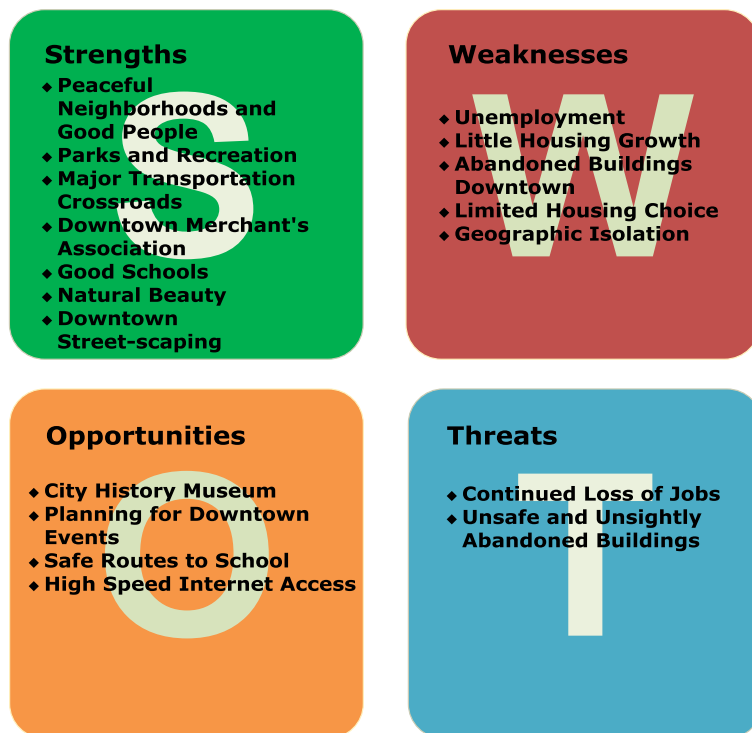 Strengths
◆ Peaceful
Neighborhoods and
Good People
◆ Parks and Recreation
◆ Major Transportation
Crossroads
◆ Downtown Merchant's
Association
◆ Good Schools
◆ Natural Beauty
◆ Downtown
Street-scaping
S
Weaknesses
◆ Unemployment
◆ Little Housing Growth
◆ Abandoned Buildings
Downtown
◆ Limited Housing Choice
◆ Geographic Isolation
W
Opportunities
◆ City History Museum
◆ Planning for Downtown
Events
◆ Safe Routes to School
◆ High Speed Internet Access
O
Threats
◆ Continued Loss of Jobs
◆ Unsafe and Unsightly
Abandoned Buildings
T